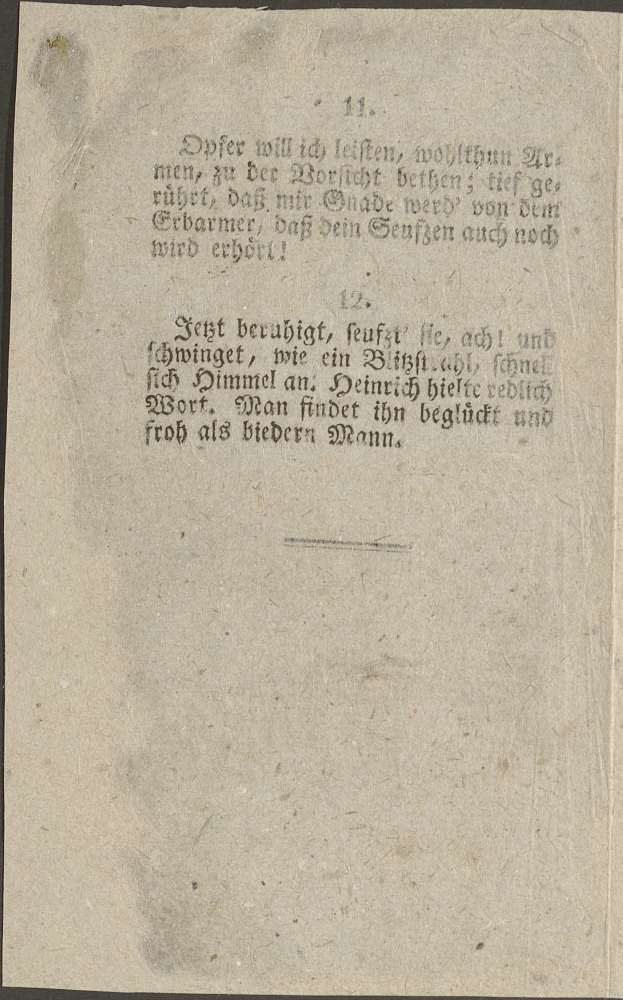 11.
Opfer will ich leisten, wohlthun Ar-
men, zu der Vorsicht bethen; tief ge-
rührt, daß mir Gnade werd' von dem
Erbarmer, daß dein Seufzen auch noch
wird erhört!
12.
Jetzt beruhigt, seufzt' sie, ach! und
schwinget, wie ein Blitzstrahl, schnell
sich Himmel an. Heinrich hielte redlich
Wort. Man findet ihn beglückt und
froh als biedern Mann.